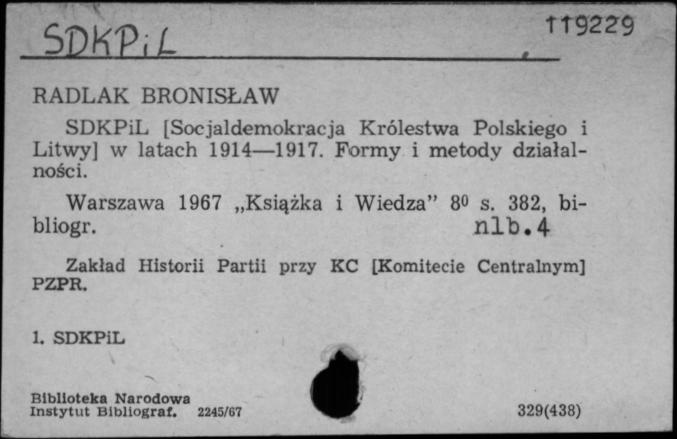 SDKPiL
119229
RADLAK BRONISŁAW
SDKPiL [Socjaldemokracja Królestwa Polskiego i
Litwy] w latach 1914—1917. Formy i metody działal-
ności.
Warszawa 1967 „Książka i Wiedza” 8⁰ s. 382, bi-
bliogr.
nlb.4
Zakład Historii Partii przy KC [Komitecie Centralnym]
PZPR.
1. SDKPiL
Biblioteka Narodowa
Instytut Bibliograf. 2245/67
329(438)